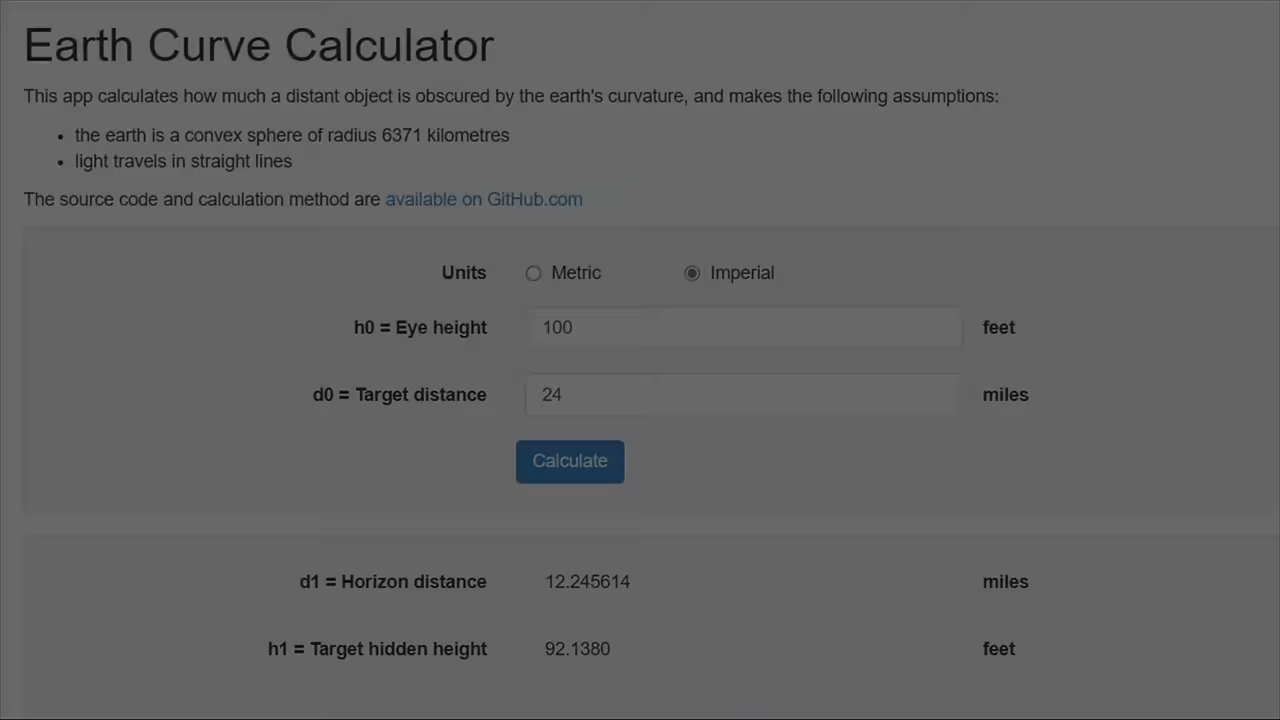 Earth Curve Calculator
This app calculates how much a distant object is obscured by the earth's curvature, and makes the following assumptions:
• the earth is a convex sphere of radius 6371 kilometres
• light travels in straight lines
The source code and calculation method are available on GitHub.com
Units Metric Imperial
h0 = Eye height 100 feet
d0 = Target distance 24 miles
Calculate
d1 = Horizon distance 12.245614 miles
h1 = Target hidden height 92.1380 feet